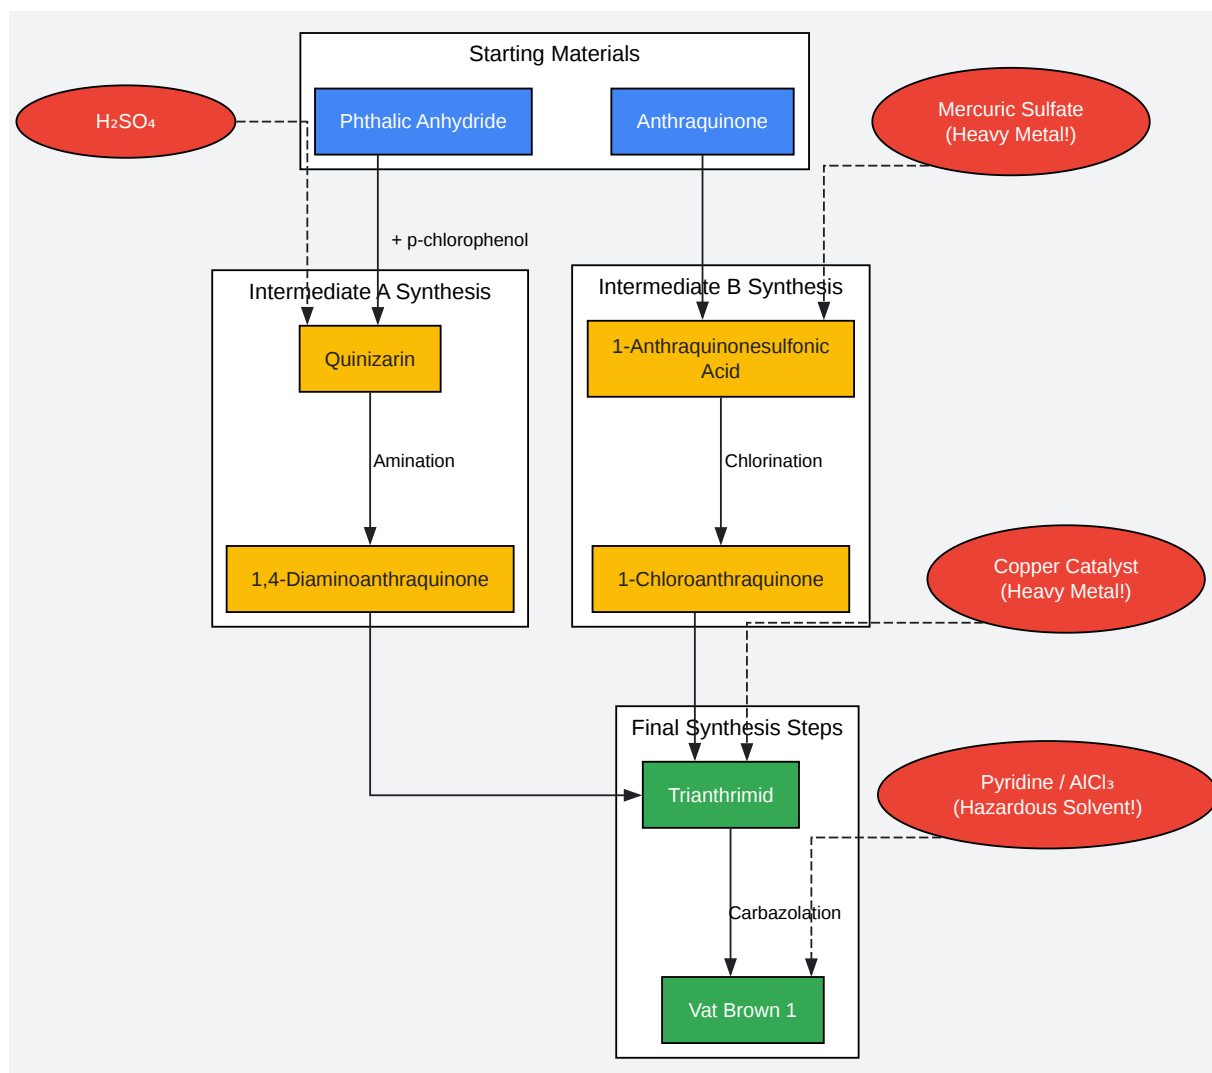 Starting Materials
H₂SO₄
Phthalic Anhydride
Anthraquinone
Mercuric Sulfate
(Heavy Metal!)
+ p-chlorophenol
Intermediate A Synthesis
Intermediate B Synthesis
Quinizarin
1-Anthraquinonesulfonic
Acid
Amination
Chlorination
1,4-Diaminoanthraquinone
1-Chloroanthraquinone
Copper Catalyst
(Heavy Metal!)
Final Synthesis Steps
Trianthrimid
Pyridine / AlCl₃
(Hazardous Solvent!)
Carbazolation
Vat Brown 1